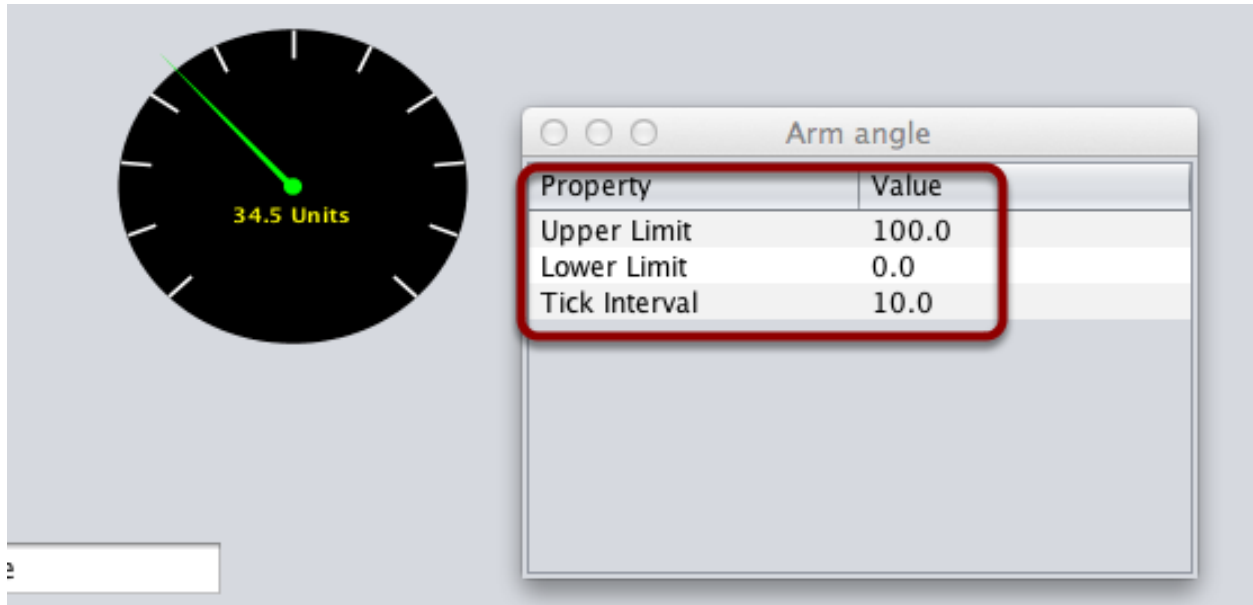 34.5 Units
Arm angle
Property Value
Upper Limit 100.0
Lower Limit 0.0
Tick Interval 10.0
e